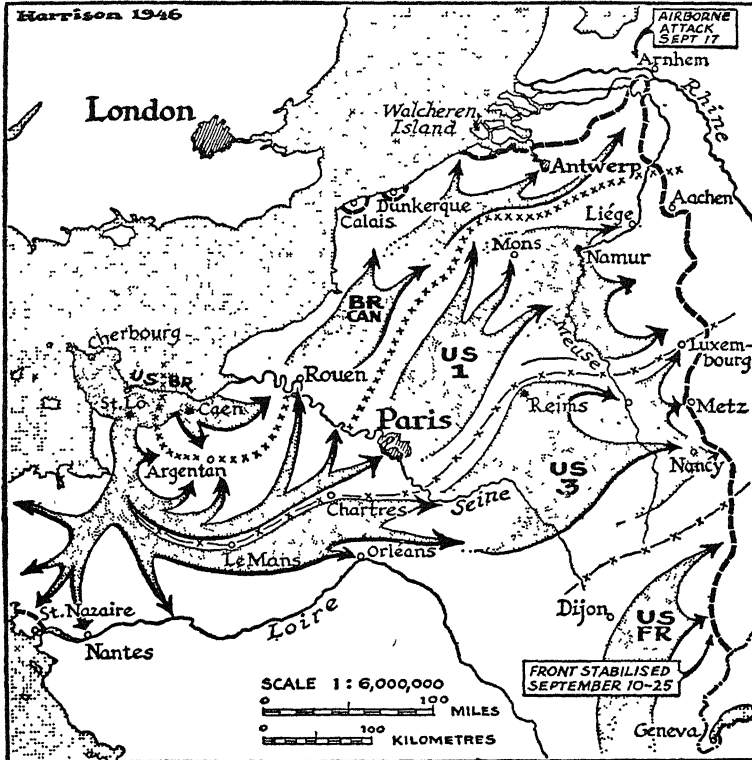 Harrison 1946
AIRBORNE
ATTACK
SEPT 17
Arnhem
Rhine
London
Walcheren
Island
Antwerp
Dunkerque
Calais
Aachen
Liége
Mons
Namur
BR
CAN
Cherbourg
US
BR
Meuse
Luxem-
bourg
US
1
Rouen
St. Lô
Caen
Paris
Reims
Metz
Argentan
US
3
Nancy
Chartres
Seine
Le Mans
Orléans
St. Nazaire
Loire
Dijon
US
FR
Nantes
FRONT STABILISED
SEPTEMBER 10-25
SCALE 1:6,000,000
0 100 MILES
0 100 KILOMETRES
Geneva